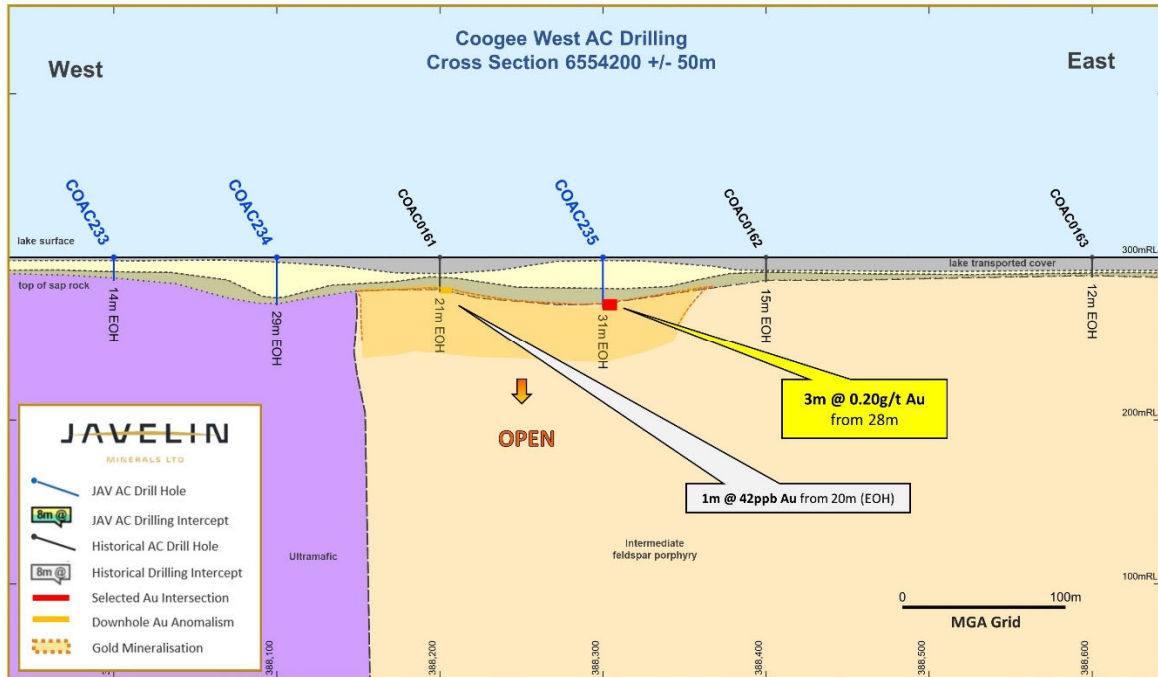 Coogee West AC Drilling
Cross Section 6554200 +/- 50m
West
East
COAC233
COAC234
COAC0161
COAC235
COAC0162
COAC0163
lake surface
300mRL
lake transported cover
top of sap rock
14m EOH
29m EOH
21m EOH
31m EOH
15m EOH
12m EOH
3m @ 0.20g/t Au
from 28m
200mRL
OPEN
1m @ 42ppb Au from 20m (EOH)
Ultramafic
Intermediate
feldspar porphyry
100mRL
0 100m
MGA Grid
JAVELIN
MINERALS LTD
JAV AC Drill Hole
8m @
JAV AC Drilling Intercept
Historical AC Drill Hole
8m @
Historical Drilling Intercept
Selected Au Intersection
Downhole Au Anomalism
Gold Mineralisation
388,100
388,200
388,300
388,400
388,500
388,600